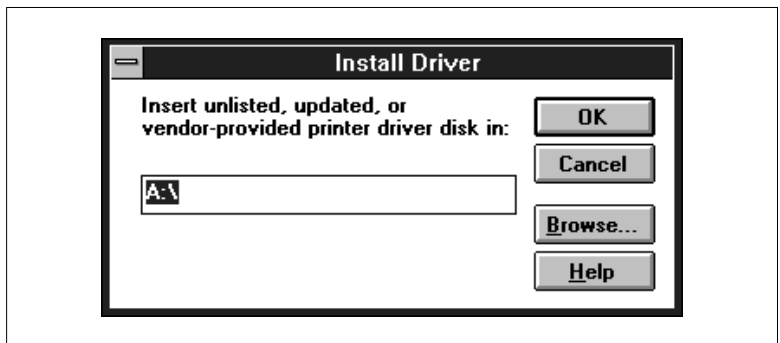 Install Driver
Insert unlisted, updated, or
vendor-provided printer driver disk in:
A:\
OK
Cancel
Browse...
Help